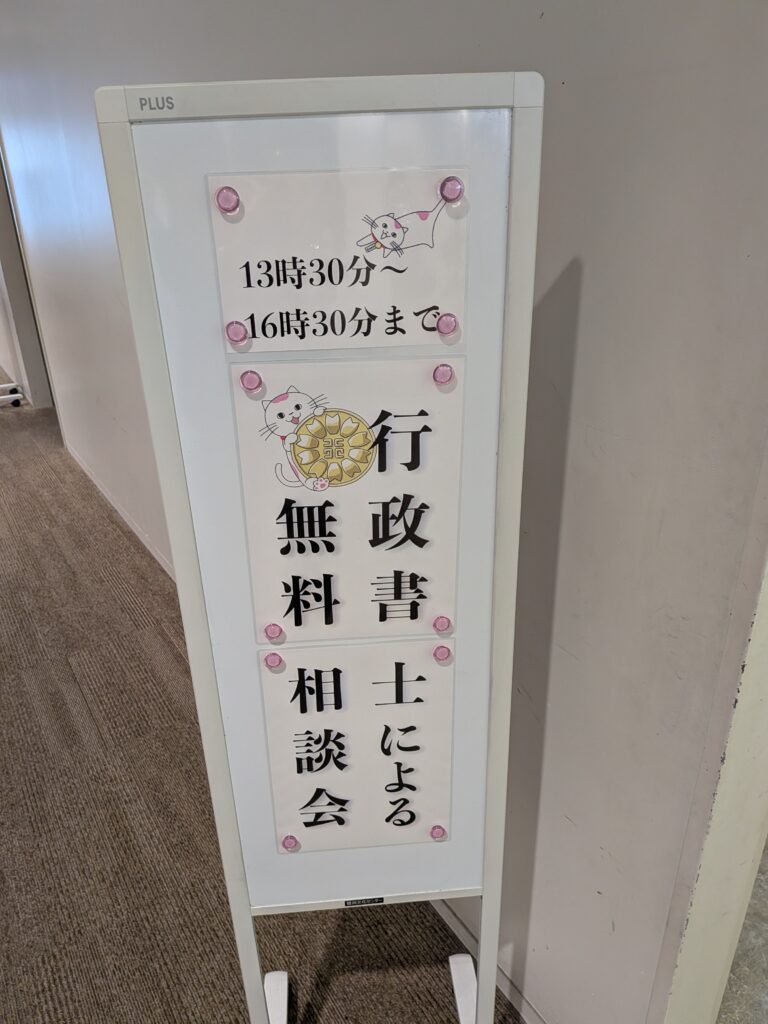 PLUS
13時30分～
16時30分まで
行政書士による
無料相談会